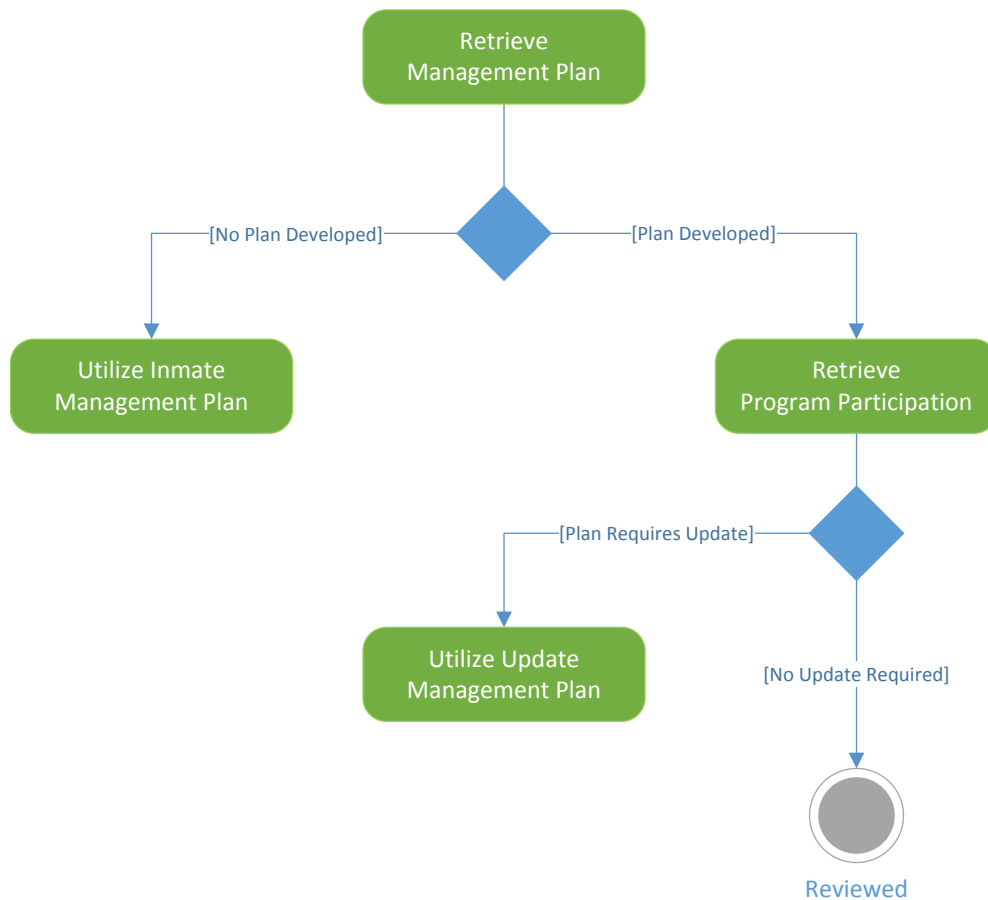 Retrieve
Management Plan
[No Plan Developed]
[Plan Developed]
Utilize Inmate
Management Plan
Retrieve
Program Participation
[Plan Requires Update]
Utilize Update
Management Plan
[No Update Required]
Reviewed